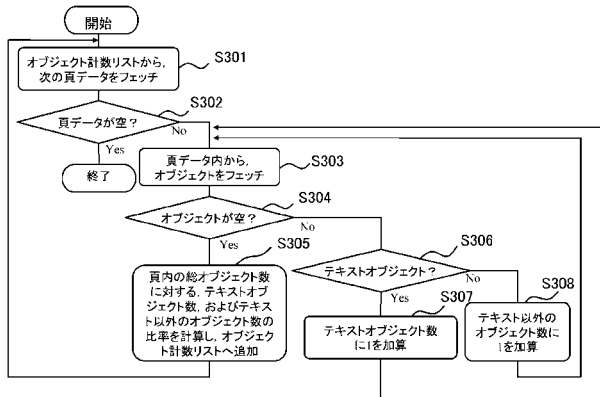 開始
オブジェクト計数リストから,
次の頁データをフェッチ
S301
頁データが空?
S302
No
Yes
終了
頁データ内から,
オブジェクトをフェッチ
S303
オブジェクトが空?
S304
No
Yes
頁内の総オブジェクト数
に対する, テキストオブ
ジェクト数, およびテキス
ト以外のオブジェクト数の
比率を計算し, オブジェク
ト計数リストへ追加
S305
テキストオブジェクト?
S306
No
Yes
テキストオブジェクト数
に1を加算
S307
テキスト以外の
オブジェクト数に
1を加算
S308